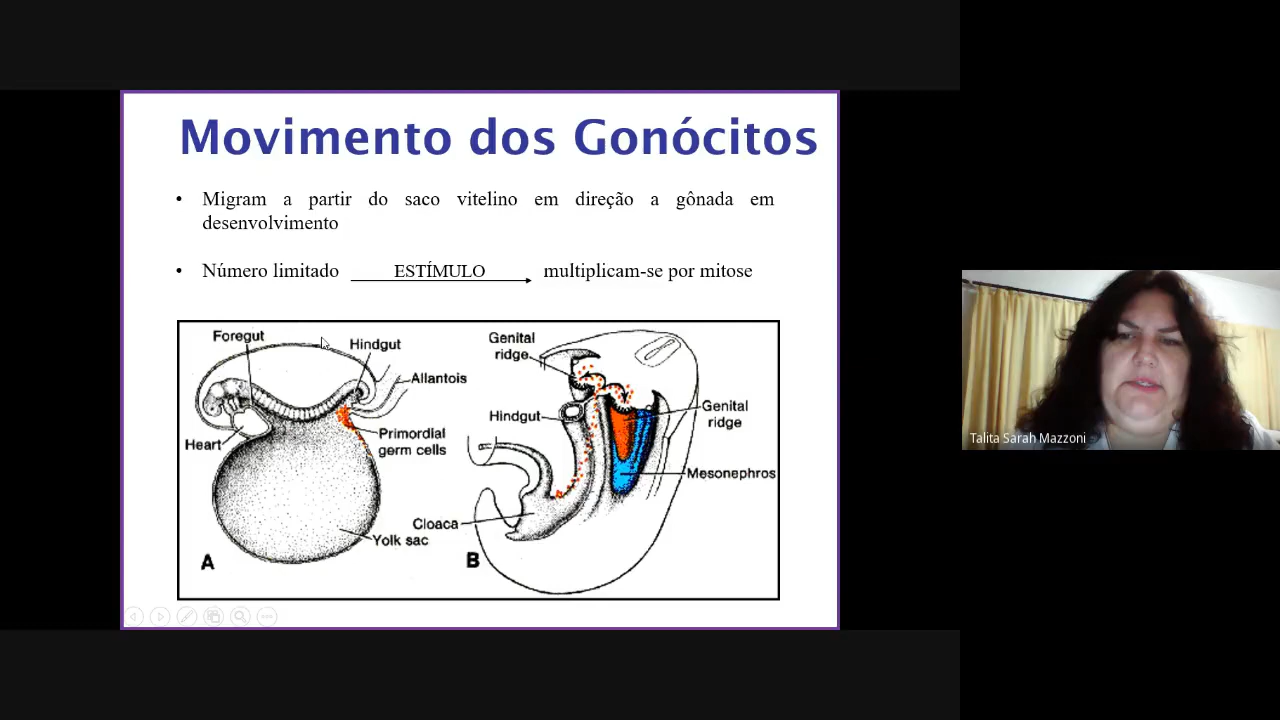 Movimento dos Gonócitos
• Migram a partir do saco vitelino em direção a gônada em
desenvolvimento
• Número limitado ESTÍMULO multiplicam-se por mitose
Foregut
Hindgut
Allantois
Heart
Primordial
germ cells
Yolk sac
A
Genital
ridge
Hindgut
Genital
ridge
Mesonephros
Cloaca
B
Talita Sarah Mazzoni